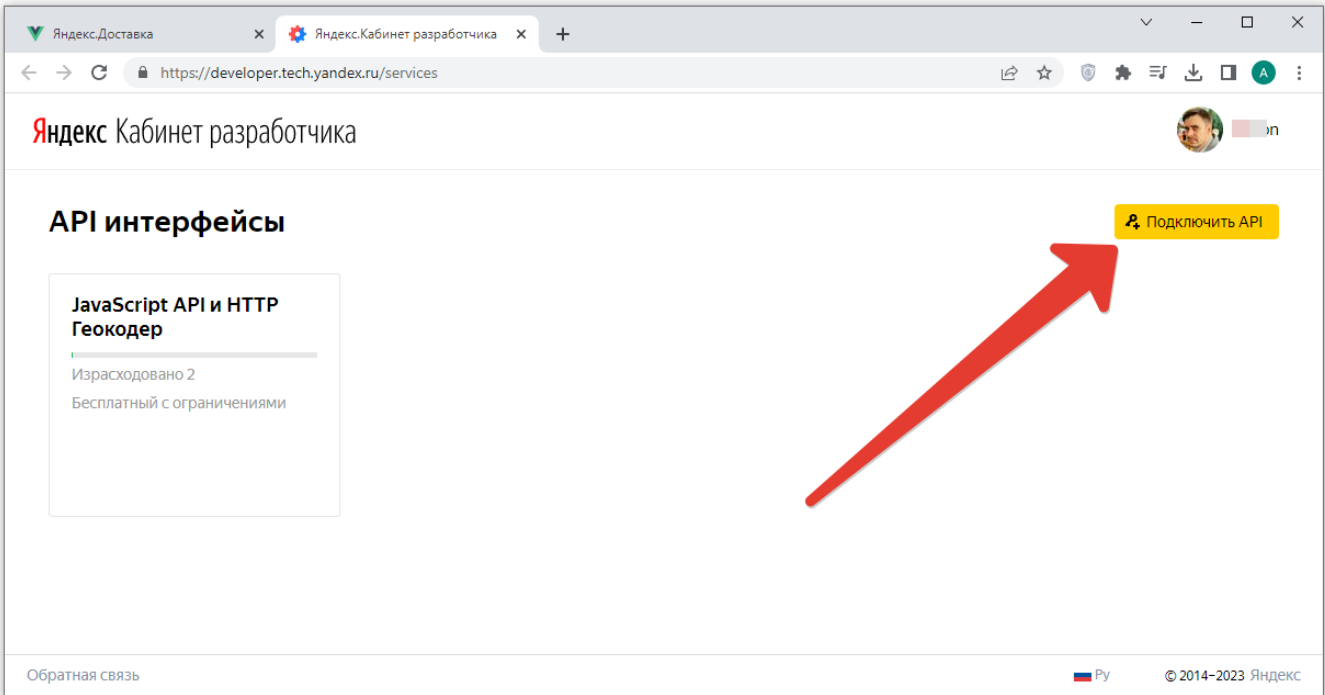 Яндекс.Доставка
Яндекс.Кабинет разработчика
https://developer.tech.yandex.ru/services
A
Яндекс Кабинет разработчика
on
API интерфейсы
Подключить API
JavaScript API и HTTP
Геокодер
Израсходовано 2
Бесплатный с ограничениями
Обратная связь
Ру
© 2014–2023 Яндекс